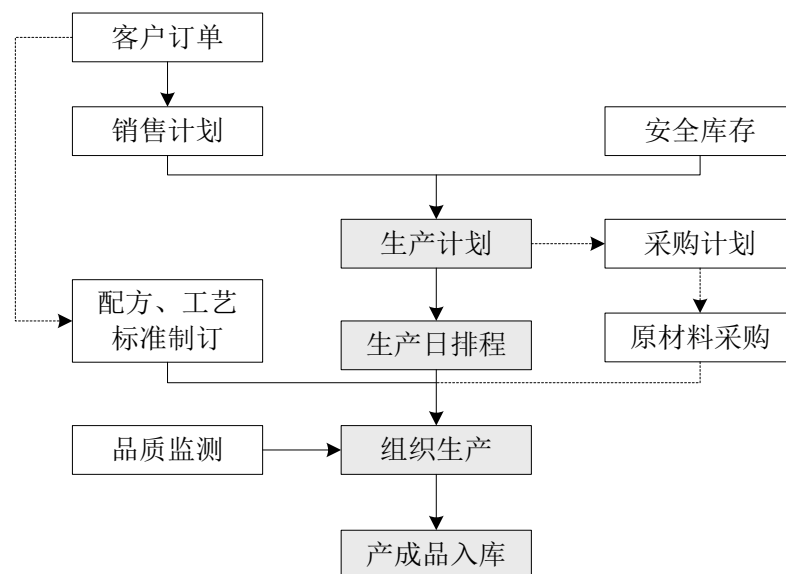 客户订单
销售计划
安全库存
生产计划
采购计划
配方、工艺
标准制订
生产日排程
原材料采购
品质监测
组织生产
产成品入库